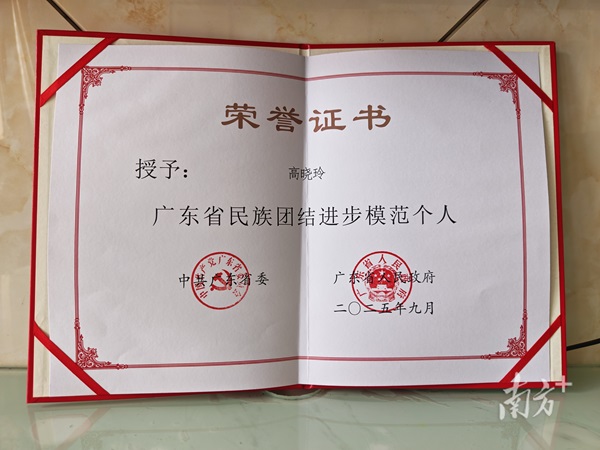 荣誉证书
授予：
高晓玲
广东省民族团结进步模范个人
中共广东省委
广东省人民政府
二〇二五年九月
南方+